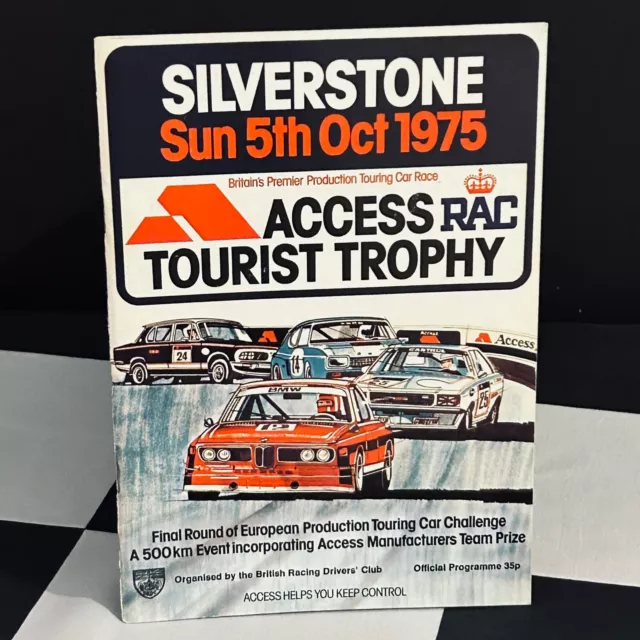 SILVERSTONE
Sun 5th Oct 1975
Britain's Premier Production Touring Car Race
ACCESS RAC
TOURIST TROPHY
24
14
Access
BMW
25
Final Round of European Production Touring Car Challenge
A 500km Event incorporating Access Manufacturers Team Prize
Organised by the British Racing Drivers' Club
Official Programme 35p
ACCESS HELPS YOU KEEP CONTROL